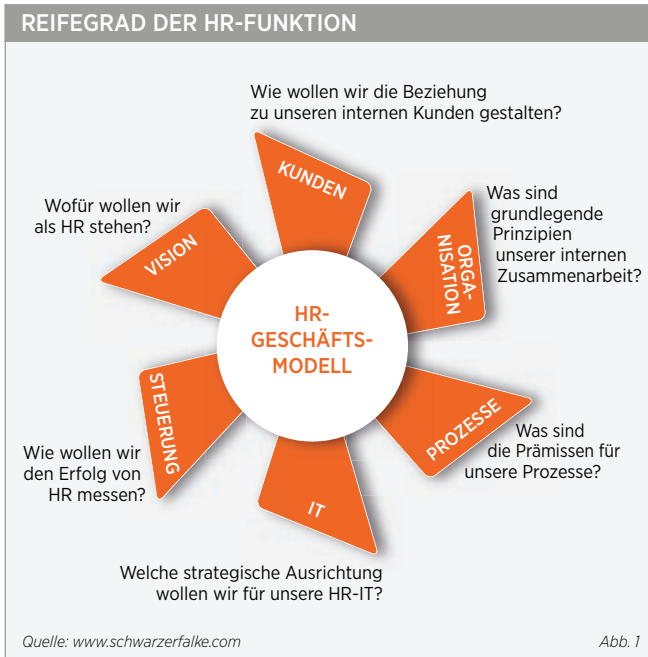 REIFEGRAD DER HR-FUNKTION
Wie wollen wir die Beziehung
zu unseren internen Kunden gestalten?
KUNDEN
Was sind
grundlegende
Prinzipien
unserer internen
Zusammenarbeit?
ORGA-
NISATION
Wofür wollen wir
als HR stehen?
VISION
HR-
GESCHÄFTS-
MODELL
STEUERUNG
Wie wollen wir
den Erfolg von
HR messen?
PROZESSE
Was sind
die Prämissen für
unsere Prozesse?
IT
Welche strategische Ausrichtung
wollen wir für unsere HR-IT?
Quelle: www.schwarzerfalke.com
Abb. 1